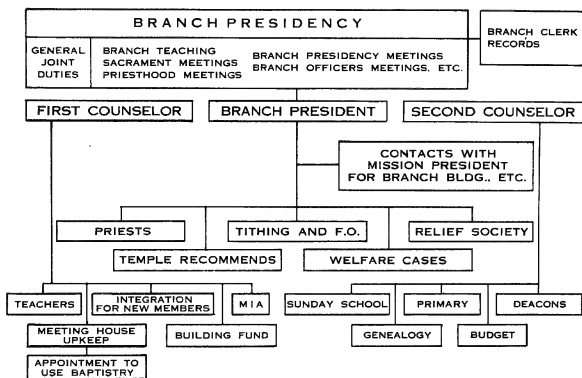 BRANCH PRESIDENCY
BRANCH CLERK
RECORDS
GENERAL
JOINT
DUTIES
BRANCH TEACHING
SACRAMENT MEETINGS
PRIESTHOOD MEETINGS
BRANCH PRESIDENCY MEETINGS
BRANCH OFFICERS MEETINGS. ETC.
FIRST COUNSELOR
BRANCH PRESIDENT
SECOND COUNSELOR
CONTACTS WITH
MISSION PRESIDENT
FOR BRANCH BLDG., ETC.
PRIESTS
TITHING AND F.O.
RELIEF SOCIETY
TEMPLE RECOMMENDS
WELFARE CASES
TEACHERS
INTEGRATION
FOR NEW MEMBERS
MIA
SUNDAY SCHOOL
PRIMARY
DEACONS
MEETING HOUSE
UPKEEP
BUILDING FUND
GENEALOGY
BUDGET
APPOINTMENT TO
USE BAPTISTRY